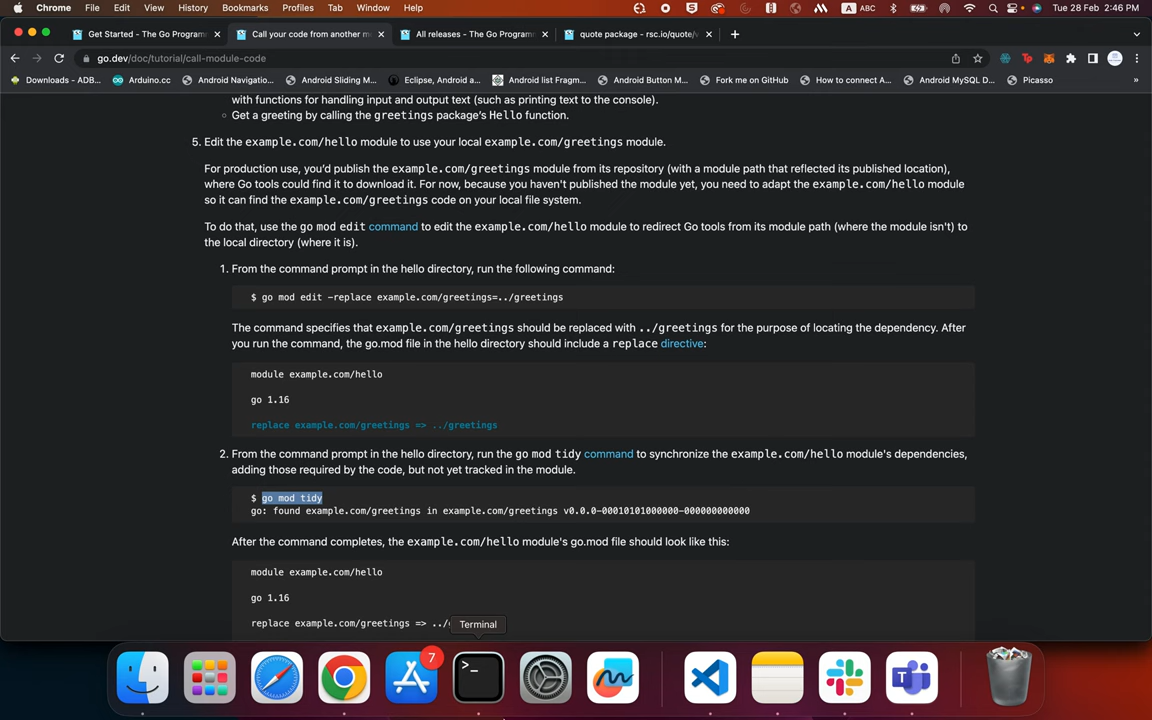 Chrome File Edit View History Bookmarks Profiles Tab Window Help
A ABC Tue 28 Feb 2:46 PM
Get Started - The Go Program
Call your code from another m
All releases - The Go Program
quote package - rsc.io/quote/v
go.dev/doc/tutorial/call-module-code
Downloads - ADB...
Arduino.cc
Android Navigatio...
Android Sliding M...
Eclipse, Android a...
Android list Fragm...
Android Button M...
Fork me on GitHub
How to connect A...
Android MySQL D...
Picasso
»
with functions for handling input and output text (such as printing text to the console).
Get a greeting by calling the greetings package's Hello function.
5. Edit the example.com/hello module to use your local example.com/greetings module.
For production use, you'd publish the example.com/greetings module from its repository (with a module path that reflected its published location),
where Go tools could find it to download it. For now, because you haven't published the module yet, you need to adapt the example.com/hello module
so it can find the example.com/greetings code on your local file system.
To do that, use the go mod edit command to edit the example.com/hello module to redirect Go tools from its module path (where the module isn't) to
the local directory (where it is).
1. From the command prompt in the hello directory, run the following command:
$ go mod edit -replace example.com/greetings=../greetings
The command specifies that example.com/greetings should be replaced with ../greetings for the purpose of locating the dependency. After
you run the command, the go.mod file in the hello directory should include a replace directive:
module example.com/hello
go 1.16
replace example.com/greetings => ../greetings
2. From the command prompt in the hello directory, run the go mod tidy command to synchronize the example.com/hello module's dependencies,
adding those required by the code, but not yet tracked in the module.
$ go mod tidy
go: found example.com/greetings in example.com/greetings v0.0.0-00010101000000-000000000000
After the command completes, the example.com/hello module's go.mod file should look like this:
module example.com/hello
go 1.16
replace example.com/greetings => ../
Terminal
7
>_